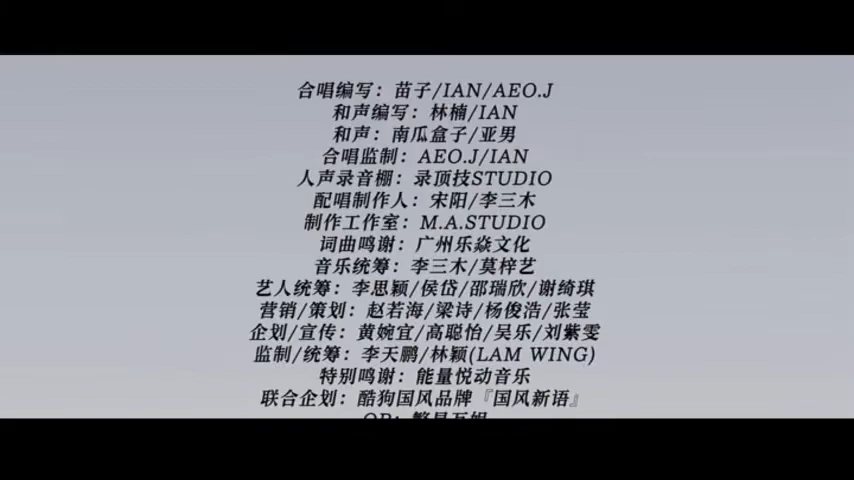 合唱编写：苗子/IAN/AEO.J
和声编写：林楠/IAN
和声：南瓜盒子/亚男
合唱监制：AEO.J/IAN
人声录音棚：录顶技STUDIO
配唱制作人：宋阳/李三木
制作工作室：M.A.STUDIO
词曲鸣谢：广州乐焱文化
音乐统筹：李三木/莫梓艺
艺人统筹：李思颖/侯岱/邵瑞欣/谢绮琪
营销/策划：赵若海/梁诗/杨俊浩/张莹
企划/宣传：黄婉宜/高聪怡/吴乐/刘紫雯
监制/统筹：李天鹏/林颖(LAM WING)
特别鸣谢：能量悦动音乐
联合企划：酷狗国风品牌『国风新语』
OP：繁星互娱